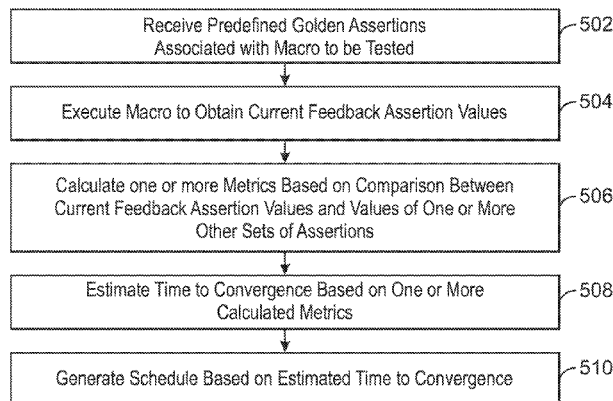 Receive Predefined Golden Assertions
Associated with Macro to be Tested
502
Execute Macro to Obtain Current Feedback Assertion Values
504
Calculate one or more Metrics Based on Comparison Between
Current Feedback Assertion Values and Values of One or More
Other Sets of Assertions
506
Estimate Time to Convergence Based on One or More
Calculated Metrics
508
Generate Schedule Based on Estimated Time to Convergence
510